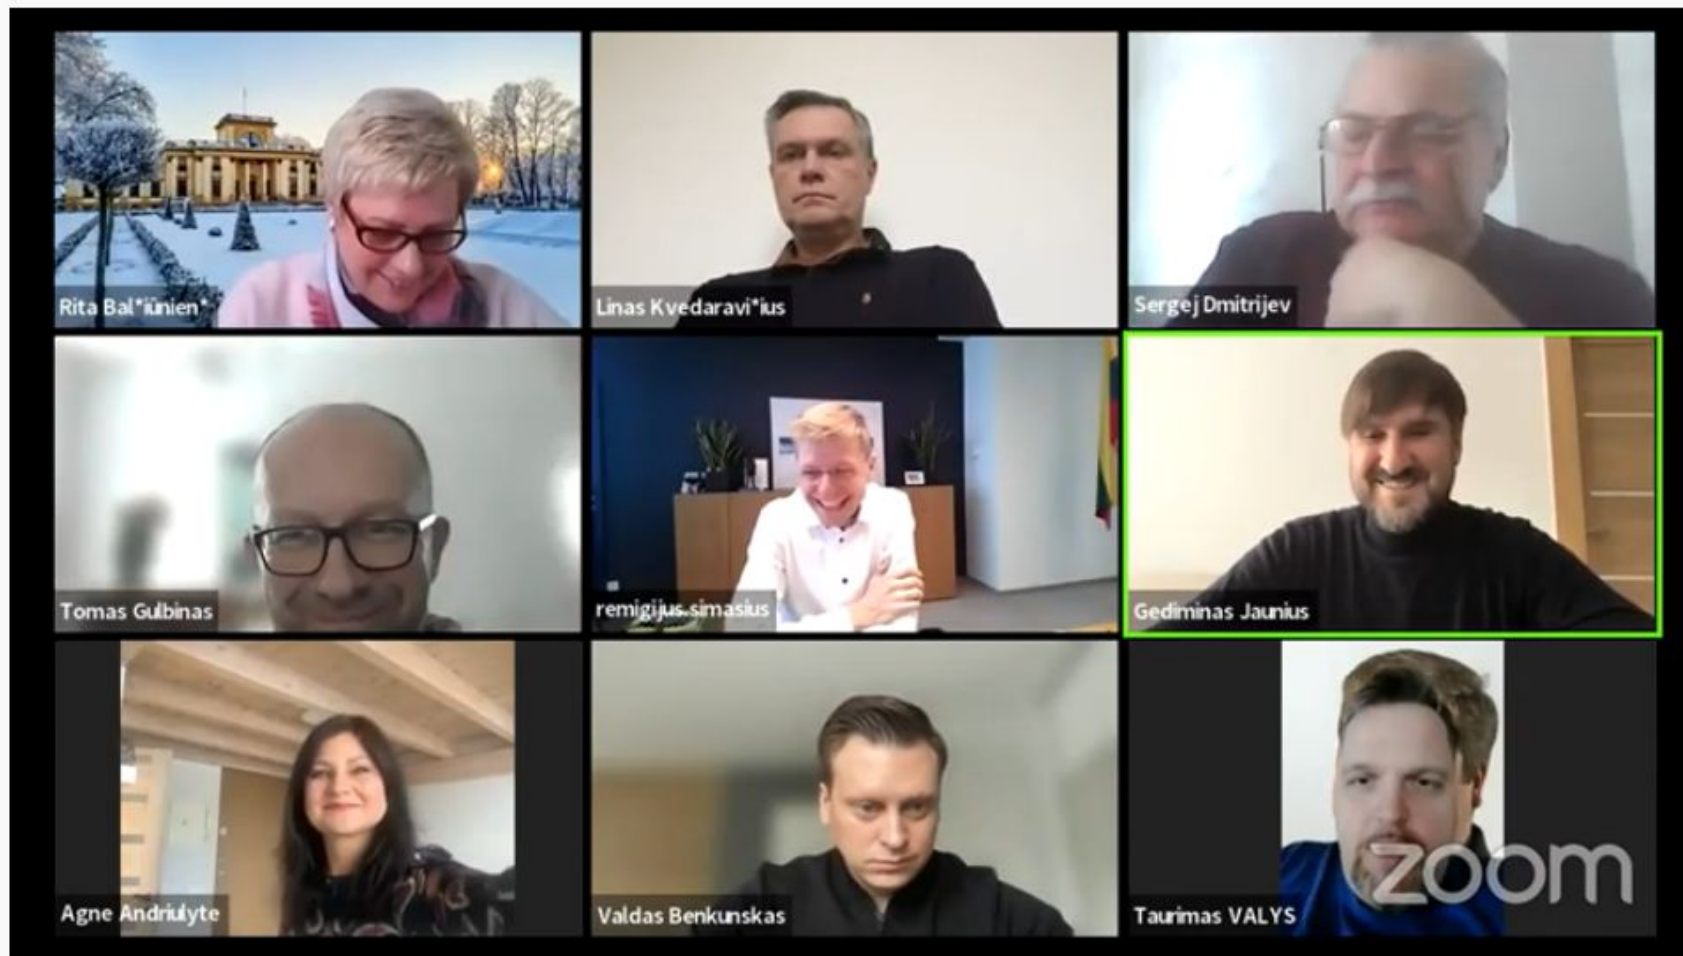 Rita Bal*iūnien*
Linas Kvedaravi*ius
Sergej Dmitrijev
Tomas Gulbinas
remigijus.simasius
Gediminas Jaunius
Agne Andriulyte
Valdas Benkunskas
Taurimas VALYS
zoom